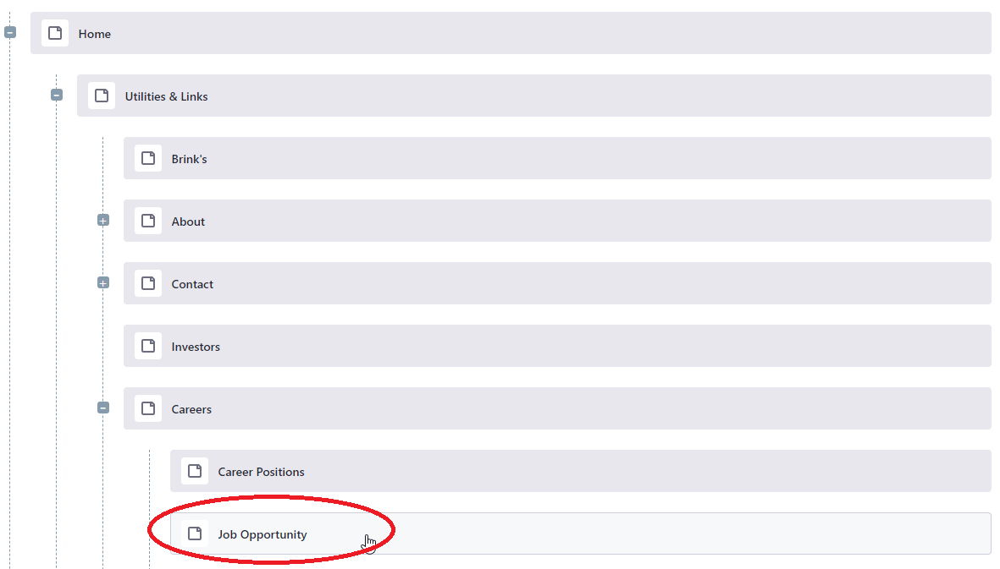 Home
Utilities & Links
Brink's
About
Contact
Investors
Careers
Career Positions
Job Opportunity